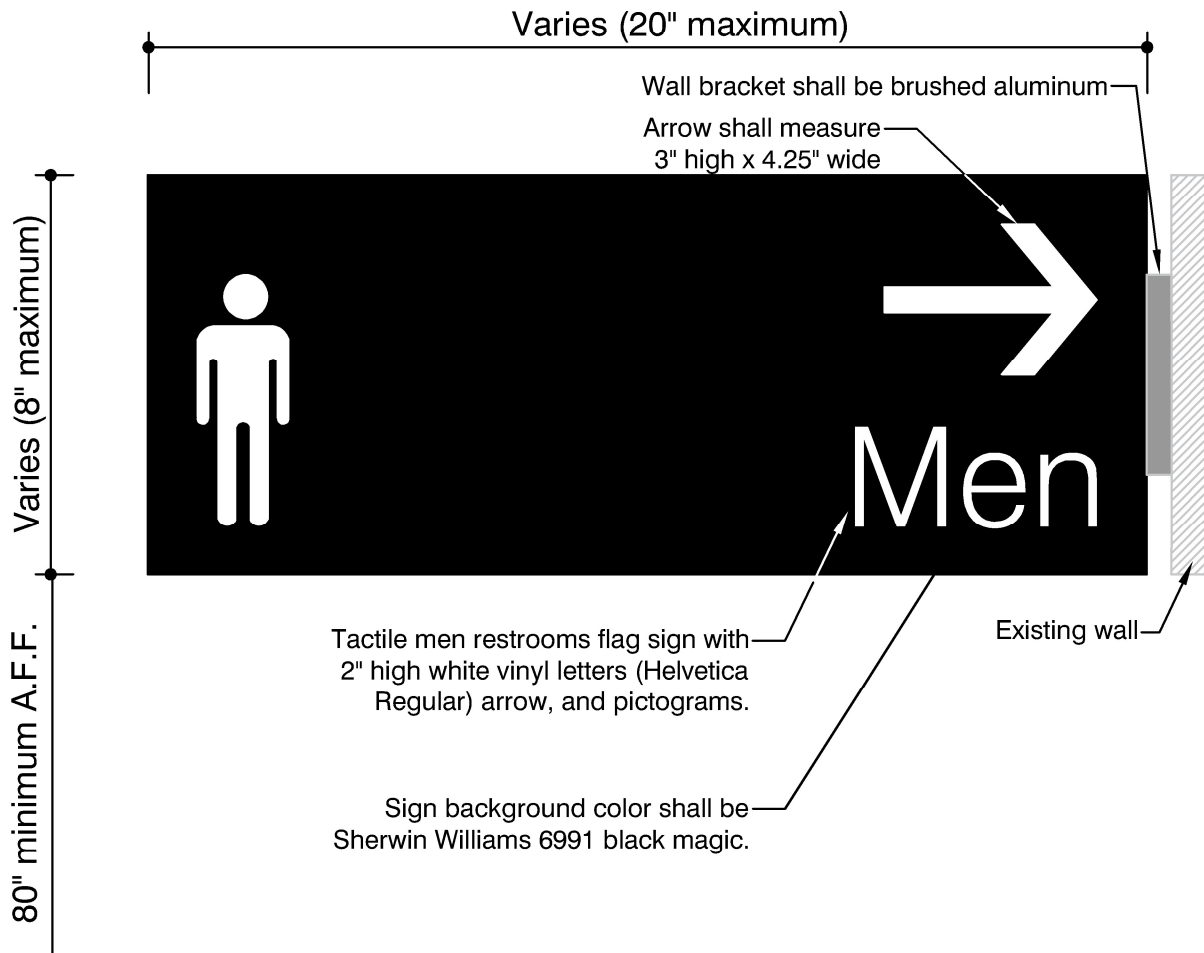 Varies (20" maximum)
Wall bracket shall be brushed aluminum
Arrow shall measure
3" high x 4.25" wide
Varies (8" maximum)
Men
80" minimum A.F.F.
Tactile men restrooms flag sign with
2" high white vinyl letters (Helvetica
Regular) arrow, and pictograms.
Existing wall
Sign background color shall be
Sherwin Williams 6991 black magic.